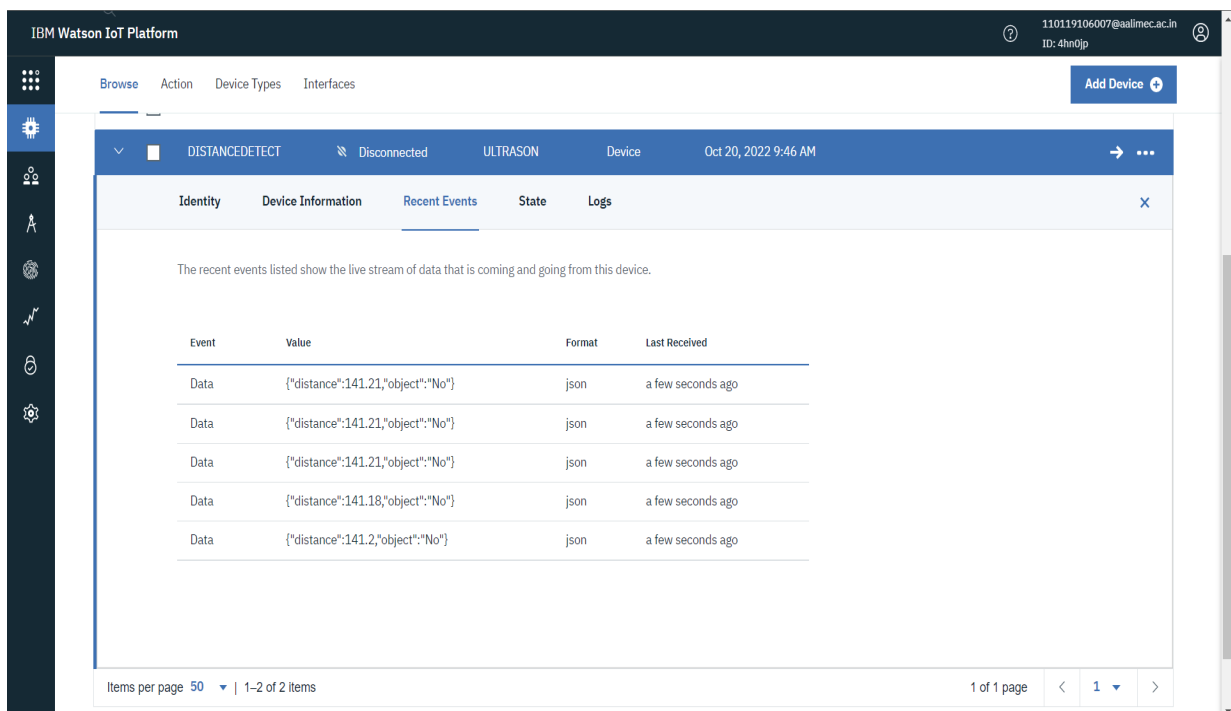 IBM Watson IoT Platform
110119106007@aalimec.ac.in
ID: 4hn0jp
Browse Action Device Types Interfaces
Add Device
DISTANCEDETECT Disconnected ULTRASON Device Oct 20, 2022 9:46 AM
Identity Device Information Recent Events State Logs
The recent events listed show the live stream of data that is coming and going from this device.
Event Value Format Last Received
Data {"distance":141.21,"object":"No"} json a few seconds ago
Data {"distance":141.21,"object":"No"} json a few seconds ago
Data {"distance":141.21,"object":"No"} json a few seconds ago
Data {"distance":141.18,"object":"No"} json a few seconds ago
Data {"distance":141.2,"object":"No"} json a few seconds ago
Items per page 50 | 1–2 of 2 items 1 of 1 page 1